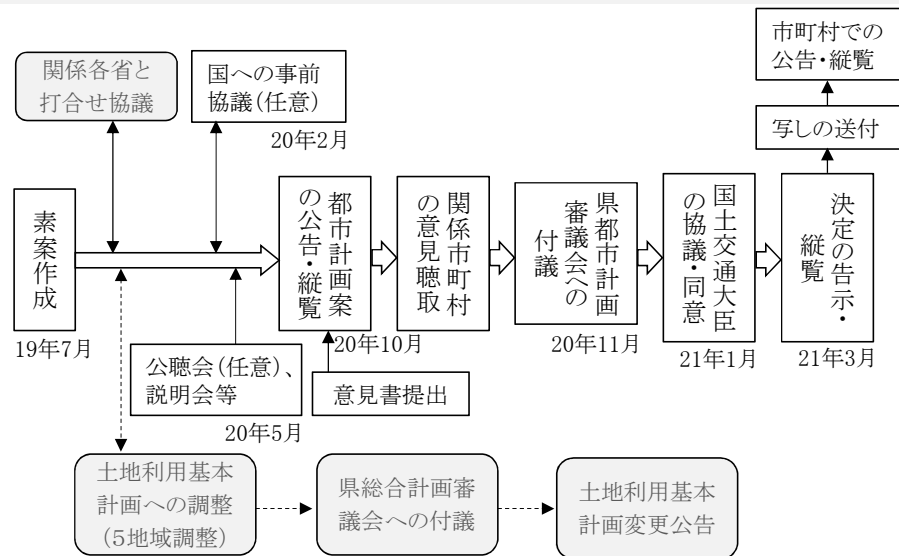 関係各省と
打合せ協議
国への事前
協議(任意)
20年2月
市町村での
公告・縦覧
写しの送付
素案作成
19年7月
都市計画案
の公告・縦覧
20年10月
関係市町村
の意見聴取
県都市計画
審議会への
付議
20年11月
国土交通大臣
の協議・同意
21年1月
決定の告示・
縦覧
21年3月
公聴会(任意)、
説明会等
20年5月
意見書提出
土地利用基本
計画への調整
(5地域調整)
県総合計画審
議会への付議
土地利用基本
計画変更公告